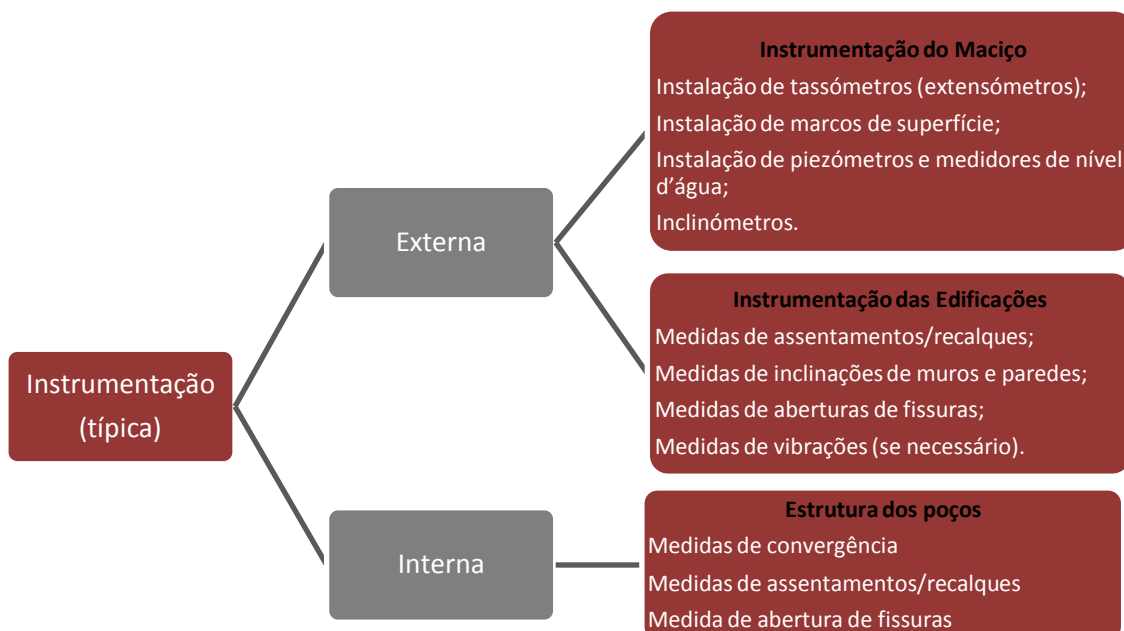 Instrumentação do Maciço
Instalação de tassómetros (extensómetros);
Instalação de marcos de superfície;
Instalação de piezómetros e medidores de nível
d'água;
Inclinómetros.
Externa
Instrumentação das Edificações
Medidas de assentamentos/recalques;
Medidas de inclinações de muros e paredes;
Medidas de aberturas de fissuras;
Medidas de vibrações (se necessário).
Instrumentação
(típica)
Estrutura dos poços
Medidas de convergência
Medidas de assentamentos/recalques
Medida de abertura de fissuras
Interna